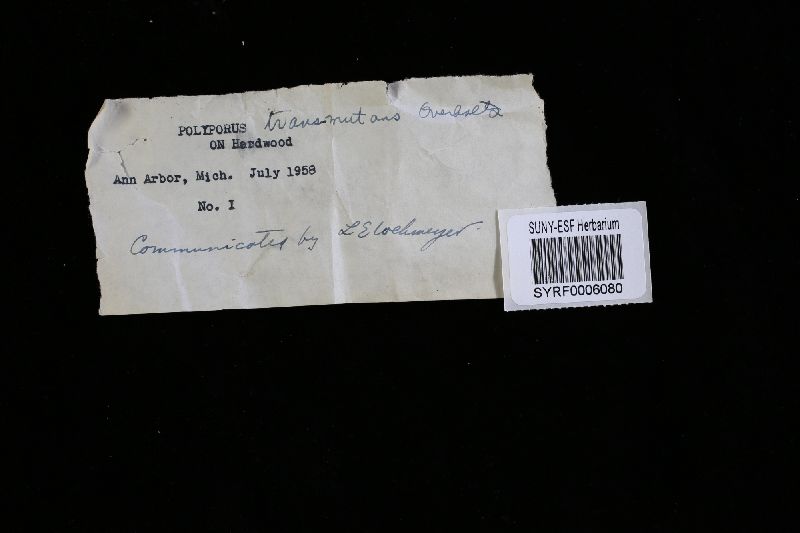 POLYPORUS transmutans Overholts
ON Hardwood
Ann Arbor, Mich. July 1958
No. I
Communicated by L E Wehmeyer
SUNY-ESF Herbarium
SYRF0006080